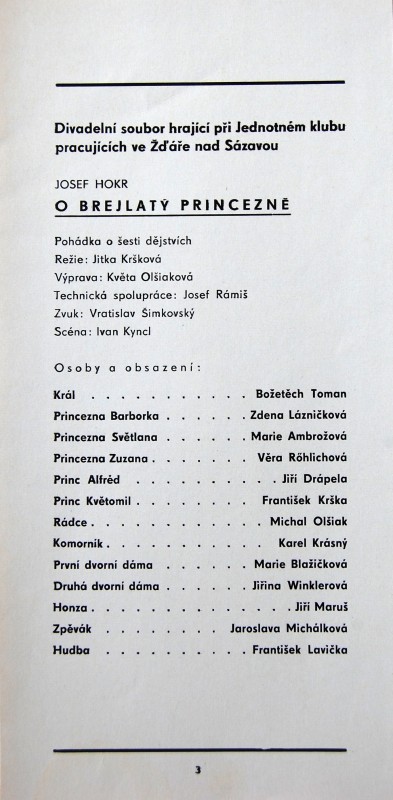 Divadelní soubor hrající při Jednotném klubu
pracujících ve Žďáře nad Sázavou
JOSEF HOKR
O BREJLATÝ PRINCEZNĚ
Pohádka o šesti dějstvích
Režie: Jitka Kršková
Výprava: Květa Olšiaková
Technická spolupráce: Josef Rámiš
Zvuk: Vratislav Šimkovský
Scéna: Ivan Kyncl
Osoby a obsazení:
Král . . . . . . . . . . . Božetěch Toman
Princezna Barborka . . . . . . Zdena Lázničková
Princezna Světlana . . . . . . Marie Ambrožová
Princezna Zuzana . . . . . . . Věra Röhlichová
Princ Alfréd . . . . . . . . . Jiří Drápela
Princ Květomil . . . . . . . . František Krška
Rádce . . . . . . . . . . . Michal Olšiak
Komorník . . . . . . . . . . Karel Krásný
První dvorní dáma . . . . . . Marie Blažíčková
Druhá dvorní dáma . . . . . . Jiřina Winklerová
Honza . . . . . . . . . . . . Jiří Maruš
Zpěvák . . . . . . . . Jaroslava Michálková
Hudba . . . . . . . . . František Lavička
3